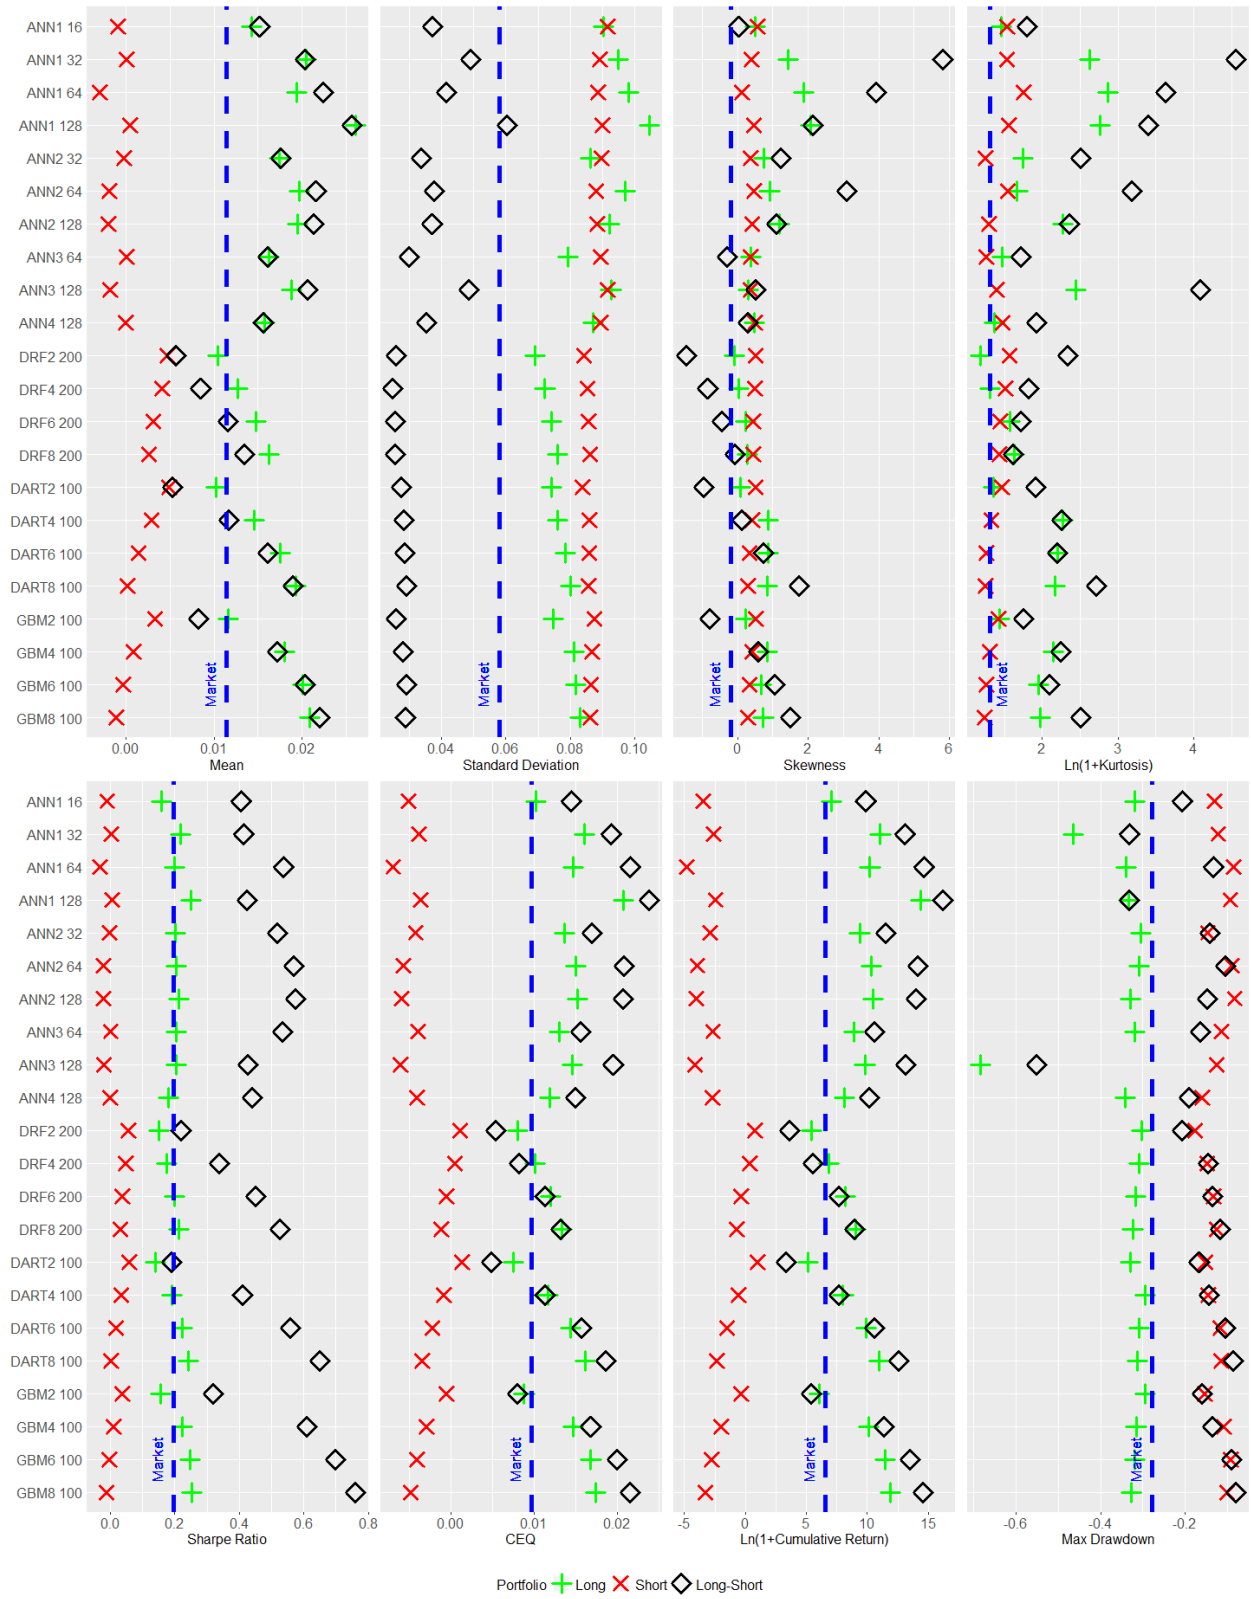 ANN1 16
ANN1 32
ANN1 64
ANN1 128
ANN2 32
ANN2 64
ANN2 128
ANN3 64
ANN3 128
ANN4 128
DRF2 200
DRF4 200
DRF6 200
DRF8 200
DART2 100
DART4 100
DART6 100
DART8 100
GBM2 100
GBM4 100
GBM6 100
GBM8 100
Market
Market
Market
Market
0.00 0.01 0.02
0.04 0.06 0.08 0.10
0 2 4 6
2 3 4
Mean
Standard Deviation
Skewness
Ln(1+Kurtosis)
ANN1 16
ANN1 32
ANN1 64
ANN1 128
ANN2 32
ANN2 64
ANN2 128
ANN3 64
ANN3 128
ANN4 128
DRF2 200
DRF4 200
DRF6 200
DRF8 200
DART2 100
DART4 100
DART6 100
DART8 100
GBM2 100
GBM4 100
GBM6 100
GBM8 100
Market
Market
Market
Market
0.0 0.2 0.4 0.6 0.8
0.00 0.01 0.02
-5 0 5 10 15
-0.6 -0.4 -0.2
Sharpe Ratio
CEQ
Ln(1+Cumulative Return)
Max Drawdown
Portfolio Long Short Long-Short